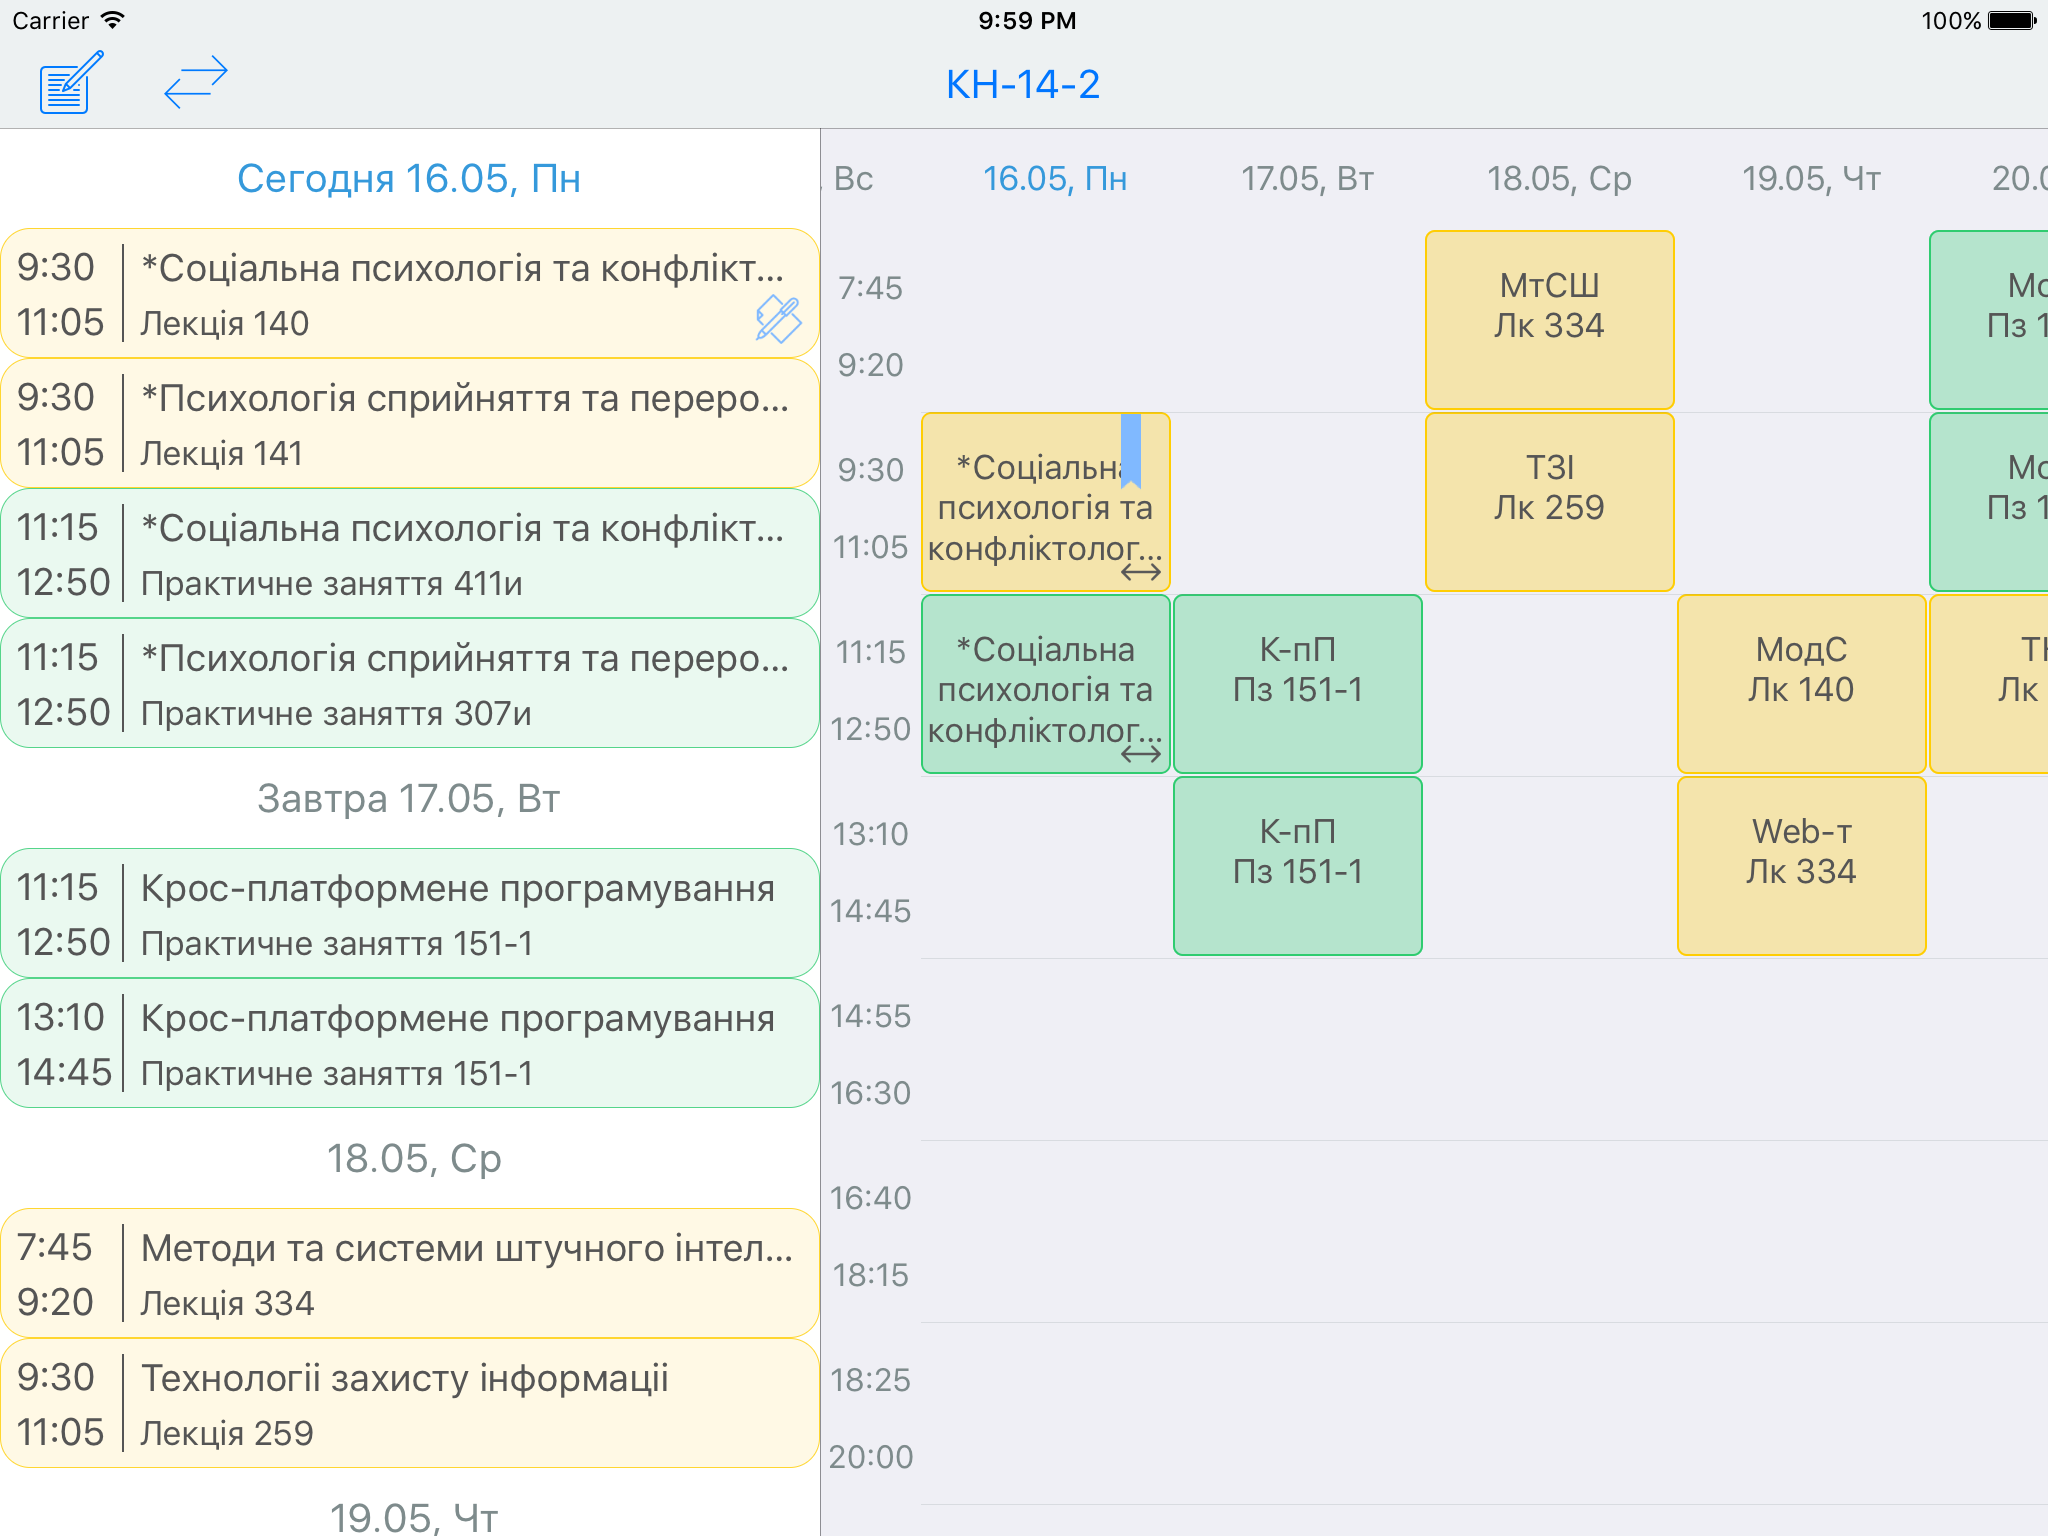 Carrier 9:59 PM 100%
КН-14-2
Сегодня 16.05, Пн
9:30 *Соціальна психологія та конфлікт...
11:05 Лекція 140
9:30 *Психологія сприйняття та переро...
11:05 Лекція 141
11:15 *Соціальна психологія та конфлікт...
12:50 Практичне заняття 411и
11:15 *Психологія сприйняття та переро...
12:50 Практичне заняття 307и
Завтра 17.05, Вт
11:15 Крос-платформене програмування
12:50 Практичне заняття 151-1
13:10 Крос-платформене програмування
14:45 Практичне заняття 151-1
18.05, Ср
7:45 Методи та системи штучного інтел...
9:20 Лекція 334
9:30 Технологіі захисту інформаціі
11:05 Лекція 259
19.05, Чт
. Вс 16.05, Пн 17.05, Вт 18.05, Ср 19.05, Чт
7:45
9:20
МтСШ
Лк 334
Пз
9:30
11:05
*Соціальна
психологія та
конфліктолог...
ТЗІ
Лк 259
Пз
11:15
12:50
*Соціальна
психологія та
конфліктолог...
К-пП
Пз 151-1
МодС
Лк 140
Лк
13:10
14:45
К-пП
Пз 151-1
Web-т
Лк 334
14:55
16:30
16:40
18:15
18:25
20:00